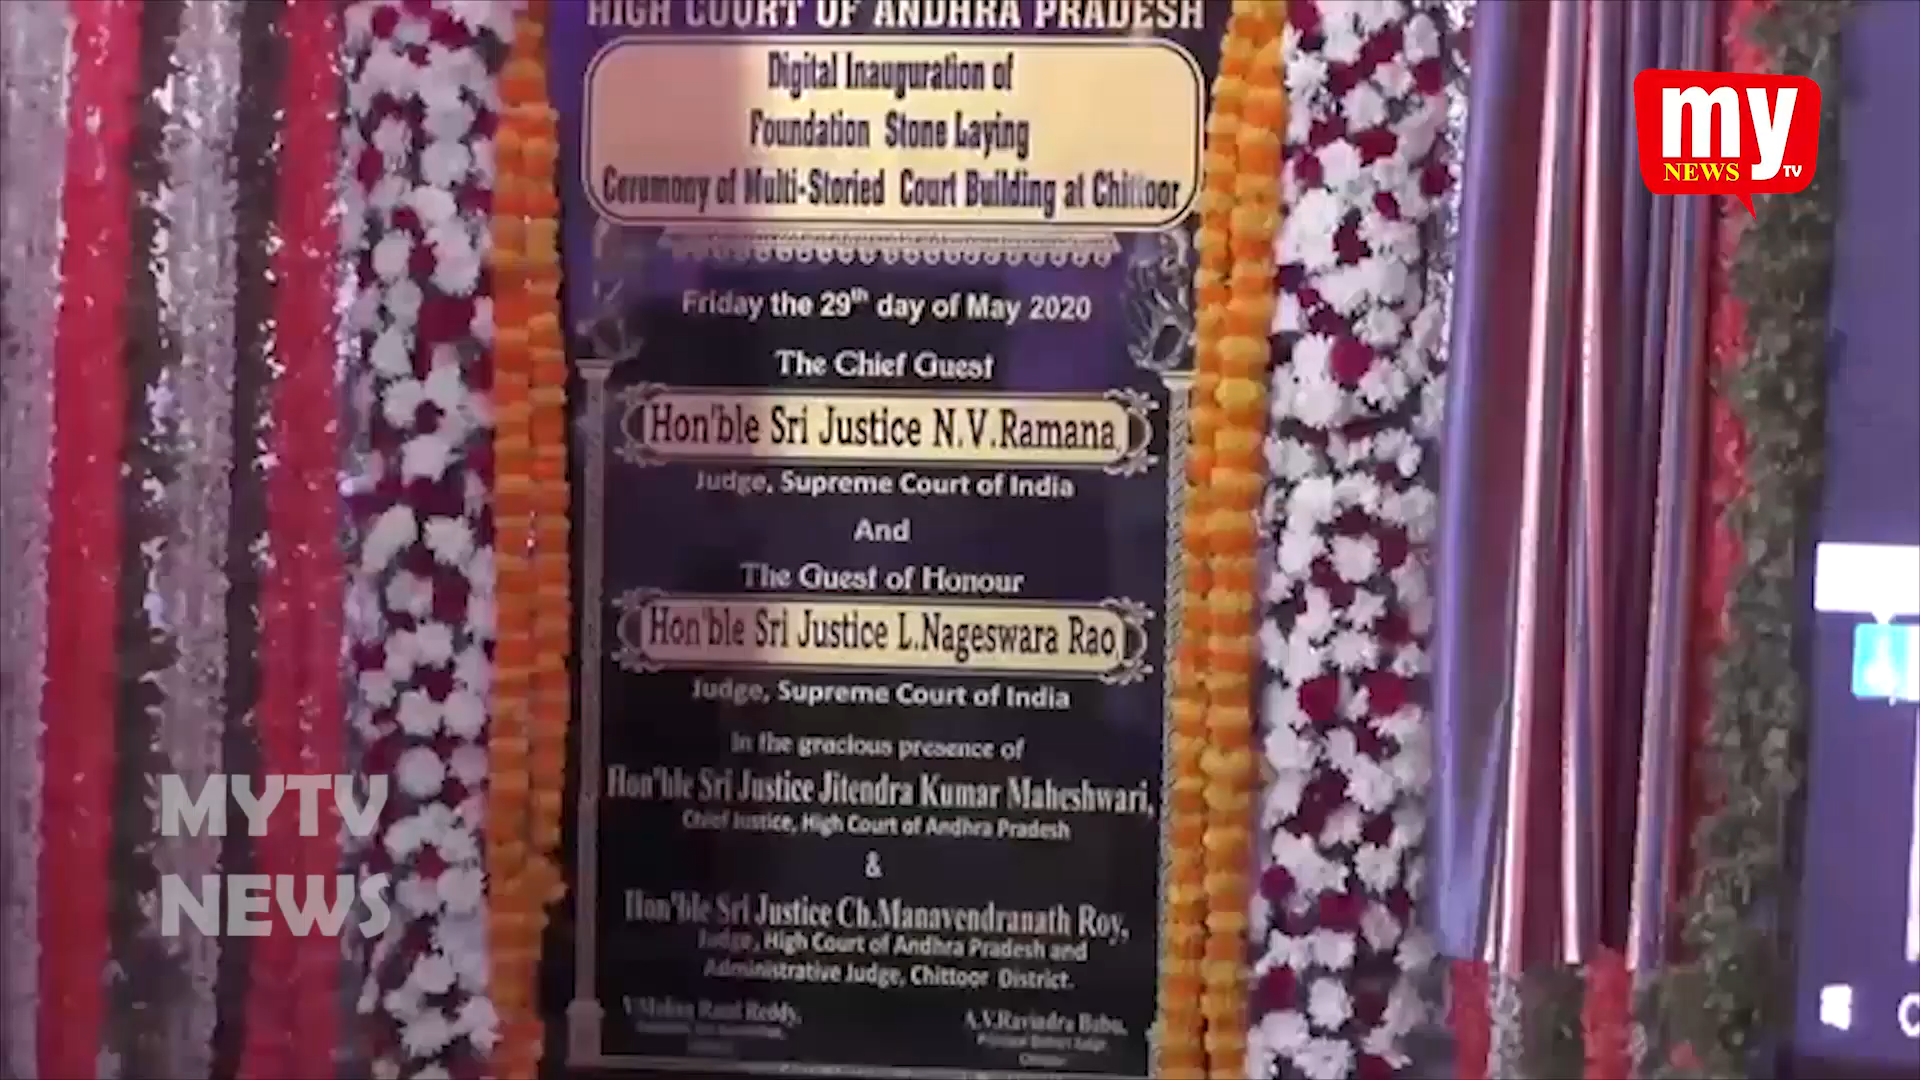 HIGH COURT OF ANDHRA PRADESH
Digital Inauguration of
Foundation Stone Laying
Ceremony of Multi-Storied Court Building at Chittoor
Friday the 29th day of May 2020
The Chief Guest
Hon'ble Sri Justice N.V.Ramana
Judge, Supreme Court of India
And
The Guest of Honour
Hon'ble Sri Justice L.Nageswara Rao
Judge, Supreme Court of India
In the gracious presence of
Hon'ble Sri Justice Jitendra Kumar Maheshwari,
Chief Justice, High Court of Andhra Pradesh
&
Hon'ble Sri Justice Ch.Manavendranath Roy,
Judge, High Court of Andhra Pradesh and
Administrative Judge, Chittoor District.
Reddy,
A.V.Ravindra Babu,
my
NEWS TV
MYTV
NEWS